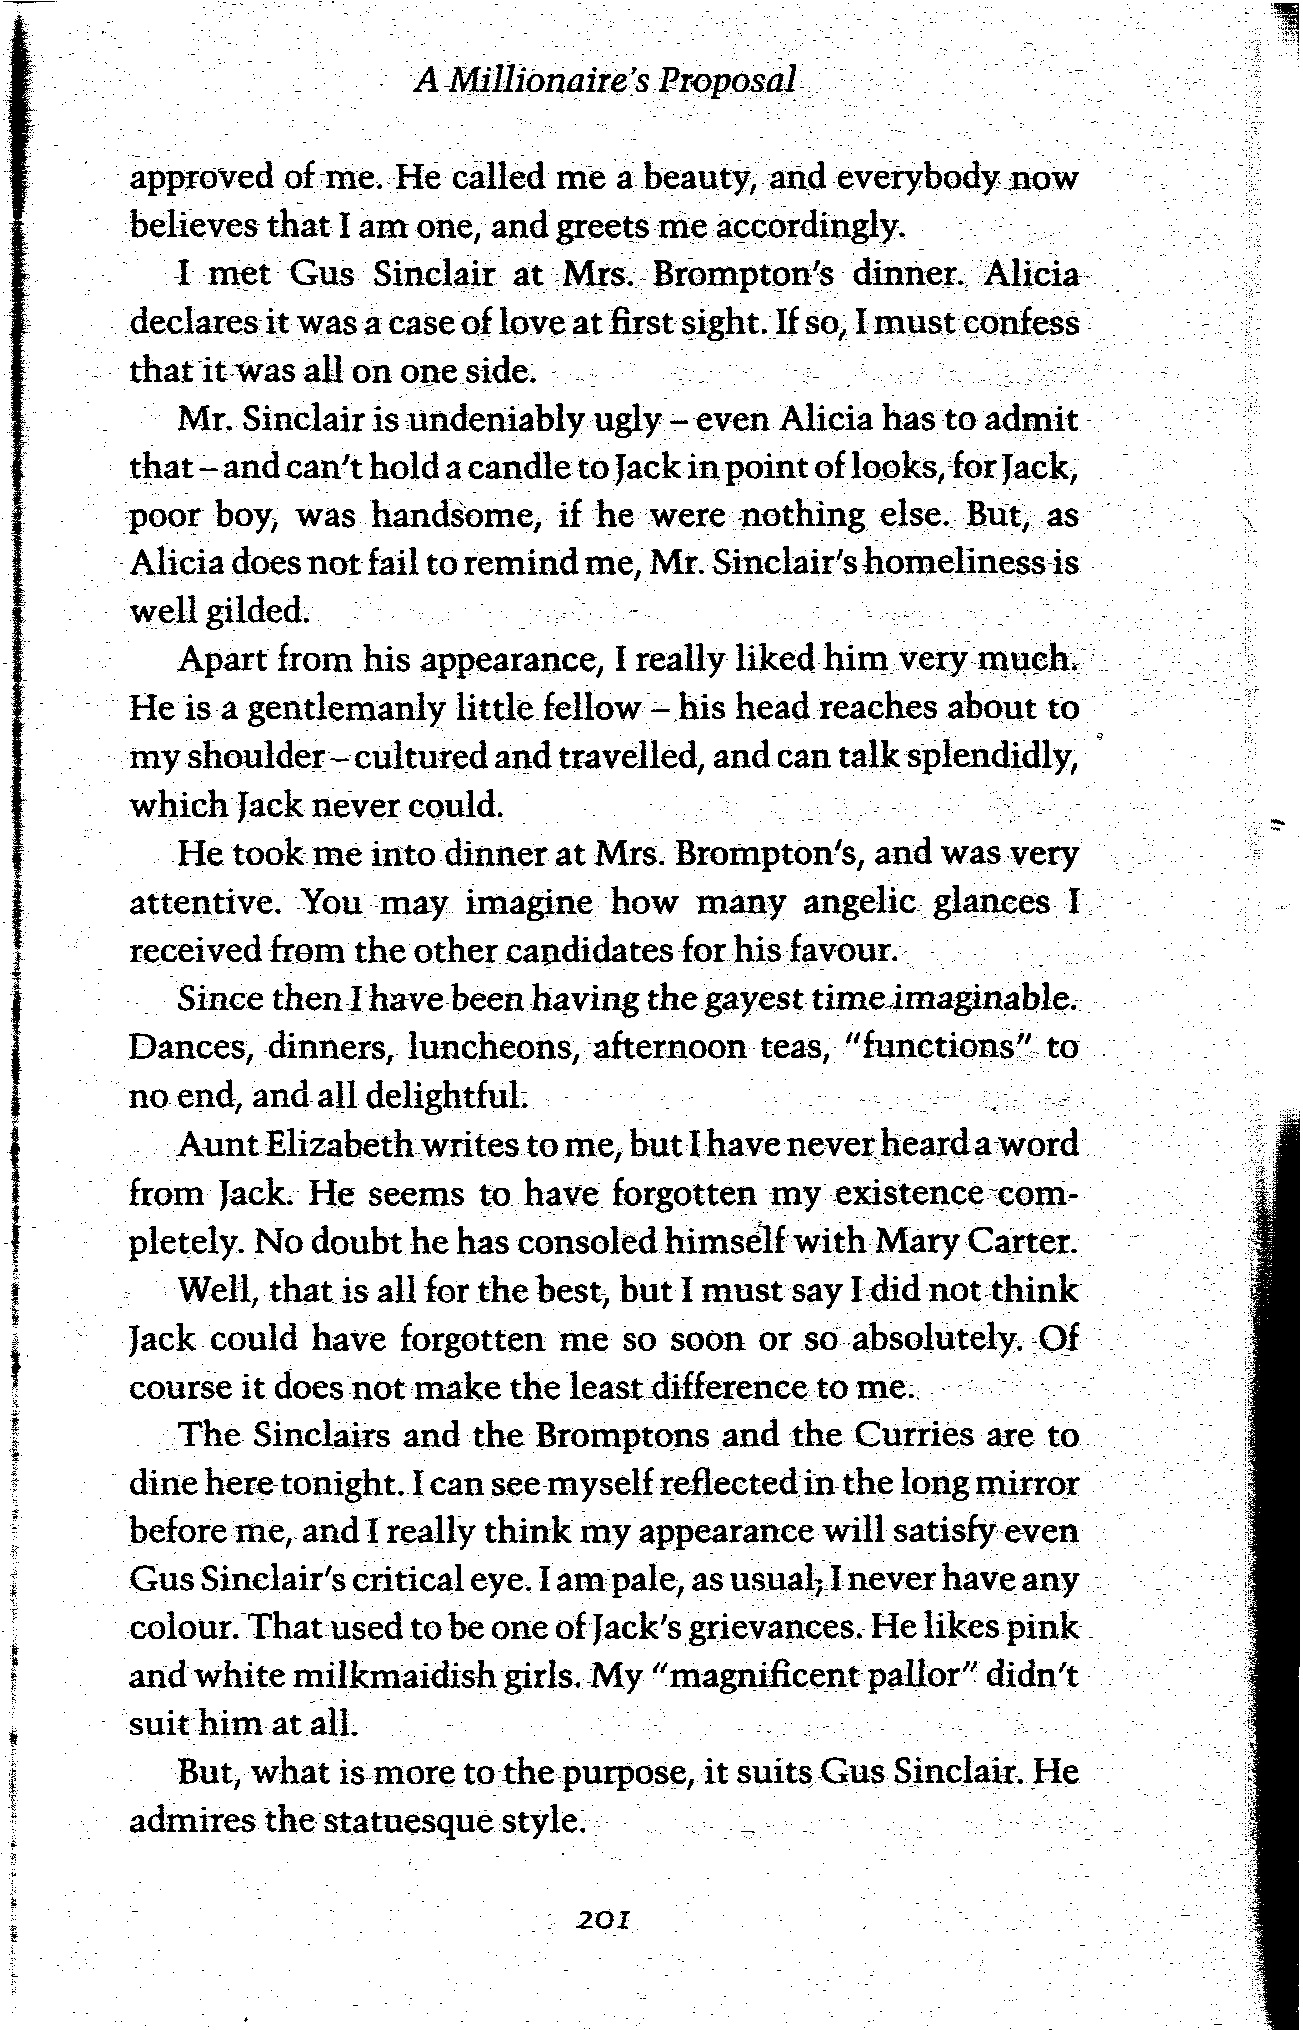 A Millionaire's Proposal
approved of me. He called me a beauty, and everybody now
believes that I am one, and greets me accordingly.
I met Gus Sinclair at Mrs. Brompton's dinner. Alicia
declares it was a case of love at first sight. If so, I must confess
that it was all on one side.
Mr. Sinclair is undeniably ugly – even Alicia has to admit
that – and can't hold a candle to Jack in point of looks, for Jack,
poor boy, was handsome, if he were nothing else. But, as
Alicia does not fail to remind me, Mr. Sinclair's homeliness is
well gilded.
Apart from his appearance, I really liked him very much.
He is a gentlemanly little fellow – his head reaches about to
my shoulder – cultured and travelled, and can talk splendidly,
which Jack never could.
He took me into dinner at Mrs. Brompton's, and was very
attentive. You may imagine how many angelic glances I
received from the other candidates for his favour.
Since then I have been having the gayest time imaginable.
Dances, dinners, luncheons, afternoon teas, "functions" to
no end, and all delightful.
Aunt Elizabeth writes to me, but I have never heard a word
from Jack. He seems to have forgotten my existence com-
pletely. No doubt he has consoled himself with Mary Carter.
Well, that is all for the best, but I must say I did not think
Jack could have forgotten me so soon or so absolutely. Of
course it does not make the least difference to me.
The Sinclairs and the Bromptons and the Curries are to
dine here tonight. I can see myself reflected in the long mirror
before me, and I really think my appearance will satisfy even
Gus Sinclair's critical eye. I am pale, as usual; I never have any
colour. That used to be one of Jack's grievances. He likes pink
and white milkmaidish girls. My "magnificent pallor" didn't
suit him at all.
But, what is more to the purpose, it suits Gus Sinclair. He
admires the statuesque style.
201